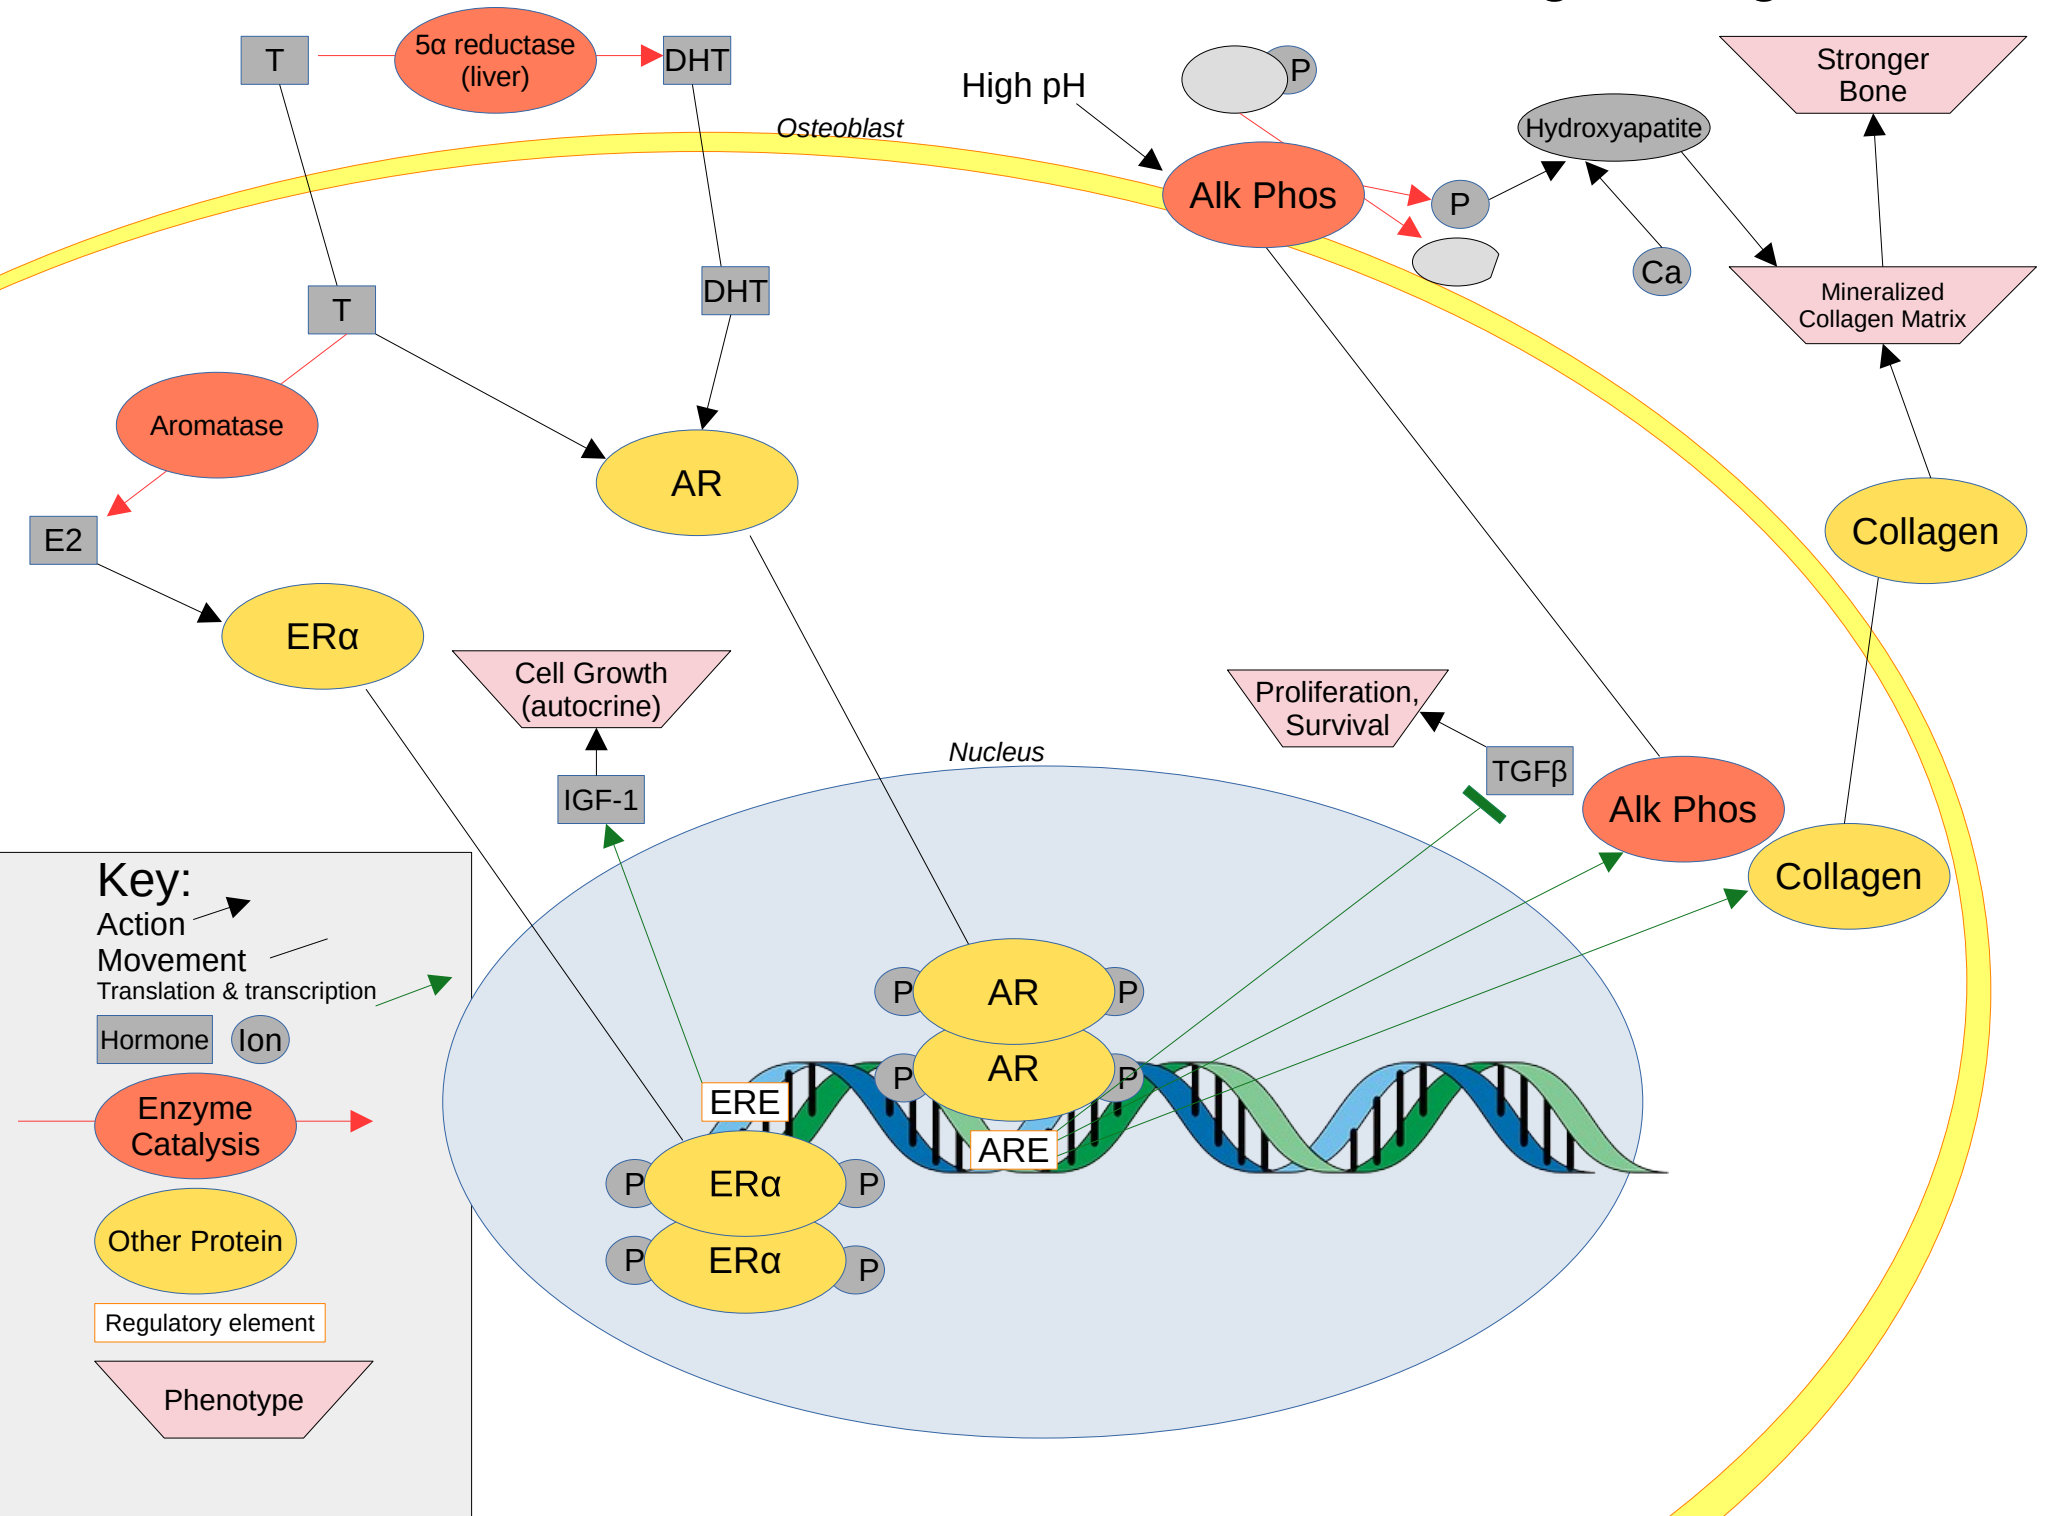 T
5α reductase
(liver)
DHT
High pH
P
Stronger
Bone
Osteoblast
Hydroxyapatite
Alk Phos
P
Ca
T
DHT
Mineralized
Collagen Matrix
Aromatase
AR
E2
Collagen
ERα
Cell Growth
(autocrine)
Proliferation,
Survival
Nucleus
IGF-1
TGFβ
Alk Phos
Collagen
Key:
Action
Movement
Translation & transcription
Hormone
Ion
Enzyme
Catalysis
Other Protein
Regulatory element
Phenotype
P
AR
P
P
AR
P
ERE
ARE
P
ERα
P
P
ERα
P